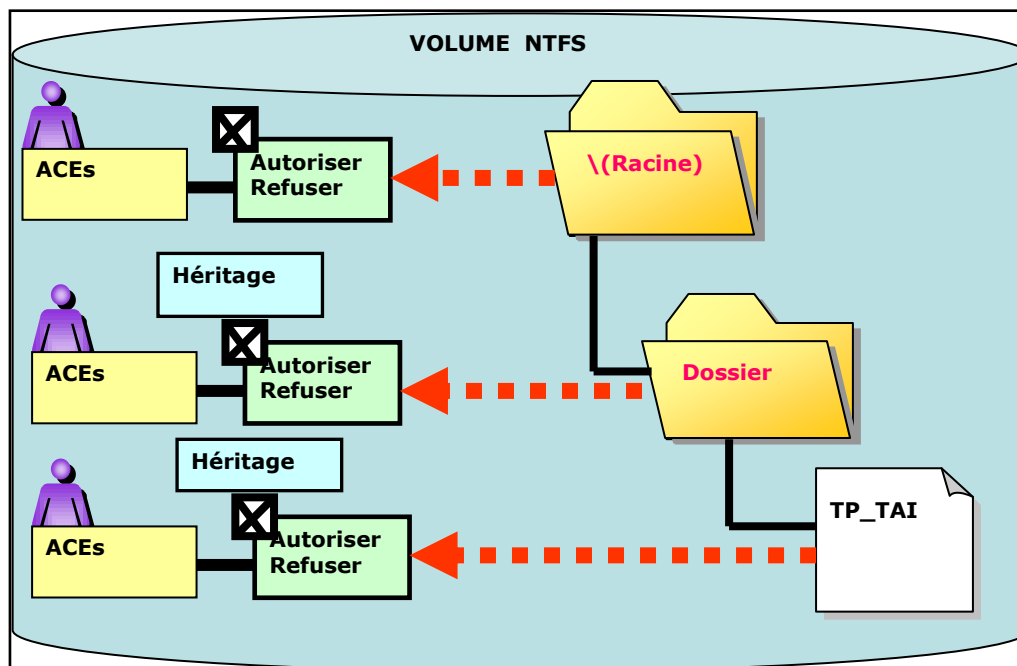 VOLUME NTFS
ACEs
Autoriser
Refuser
\(Racine)
Héritage
ACEs
Autoriser
Refuser
Dossier
Héritage
ACEs
Autoriser
Refuser
TP_TAI